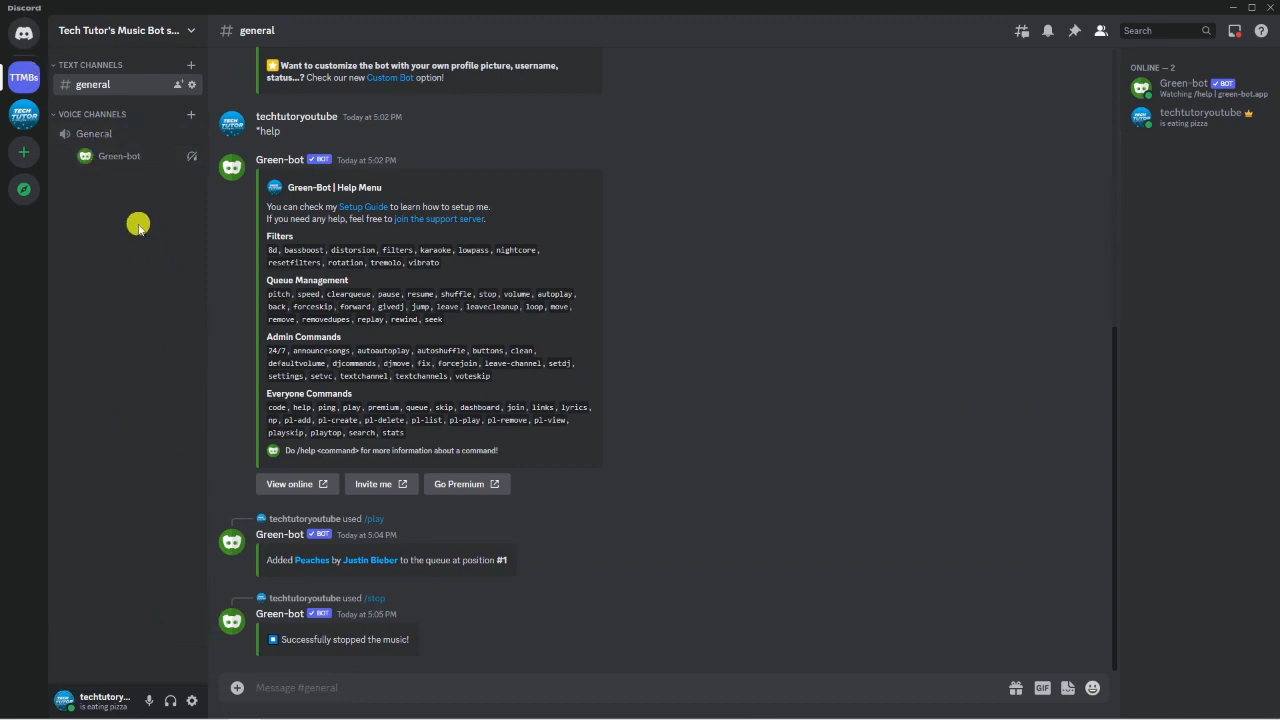 Discord
Tech Tutor's Music Bot s...
# general
Search
TEXT CHANNELS
# general
VOICE CHANNELS
General
Green-bot
TTMBs
TECH TUTOR
Want to customize the bot with your own profile picture, username,
status...? Check our new Custom Bot option!
techtutoryoutube Today at 5:02 PM
*help
Green-bot ✓ BOT Today at 5:02 PM
Green-Bot | Help Menu
You can check my Setup Guide to learn how to setup me.
If you need any help, feel free to join the support server.
Filters
8d, bassboost, distorsion, filters, karaoke, lowpass, nightcore,
resetfilters, rotation, tremolo, vibrato
Queue Management
pitch, speed, clearqueue, pause, resume, shuffle, stop, volume, autoplay,
back, forceskip, forward, givedj, jump, leave, leavecleanup, loop, move,
remove, removedupes, replay, rewind, seek
Admin Commands
24/7, announcesongs, autoautoplay, autoshuffle, buttons, clean,
defaultvolume, djcommands, djmove, fix, forcejoin, leave-channel, setdj,
settings, setvc, textchannel, textchannels, voteskip
Everyone Commands
code, help, ping, play, premium, queue, skip, dashboard, join, links, lyrics,
np, pl-add, pl-create, pl-delete, pl-list, pl-play, pl-remove, pl-view,
playskip, playtop, search, stats
Do /help <command> for more information about a command!
View online Invite me Go Premium
techtutoryoutube used /play
Green-bot ✓ BOT Today at 5:04 PM
Added Peaches by Justin Bieber to the queue at position #1
techtutoryoutube used /stop
Green-bot ✓ BOT Today at 5:05 PM
Successfully stopped the music!
Message #general
GIF
techtutory...
is eating pizza
ONLINE — 2
Green-bot ✓ BOT
Watching /help | green-bot.app
techtutoryoutube
is eating pizza